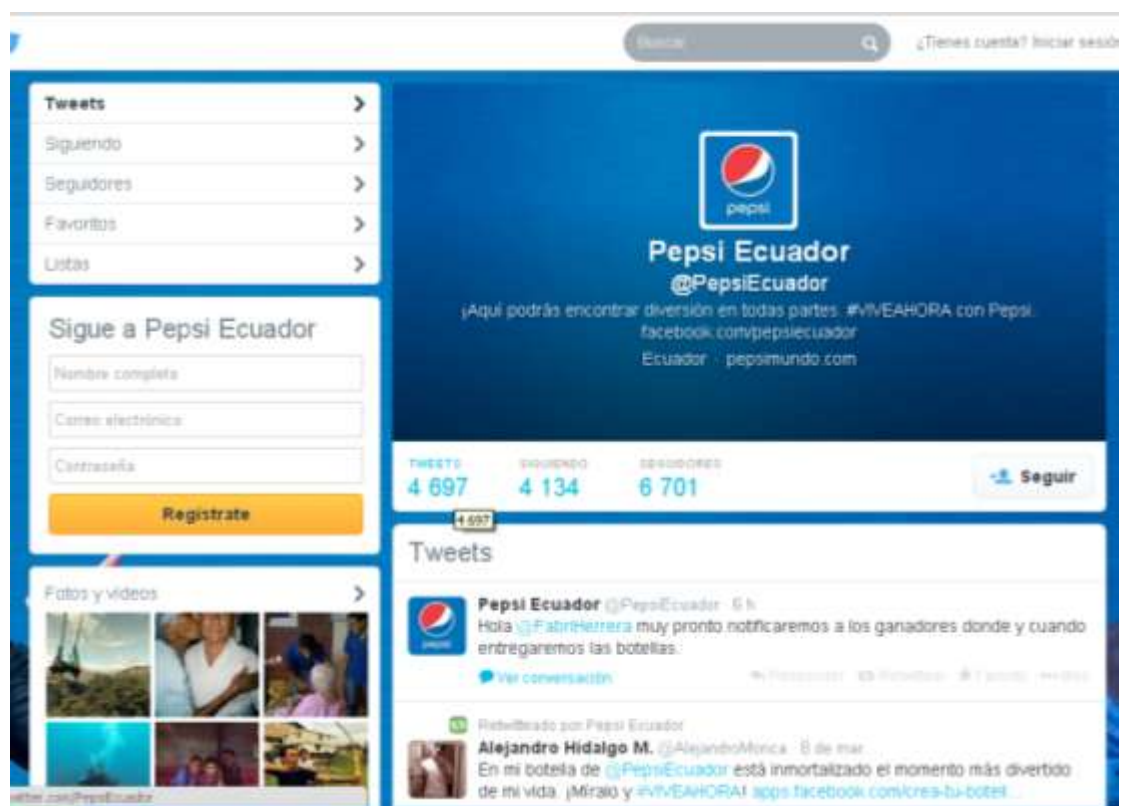 Buscar
¿Tienes cuenta? Iniciar sesión
Tweets
Siguiendo
Seguidores
Favoritos
Listas
Sigue a Pepsi Ecuador
Nombre completo
Correo electrónico
Contraseña
Regístrate
Fotos y videos
pepsi
Pepsi Ecuador
@PepsiEcuador
¡Aquí podrás encontrar diversión en todas partes. #VIVEAHORA con Pepsi.
facebook.com/pepsiecuador
Ecuador · pepsimundo.com
TWEETS SIGUIENDO SEGUIDORES
4 697 4 134 6 701
Seguir
4 697
Tweets
Pepsi Ecuador @PepsiEcuador 6 h
Hola @FabriHerrera muy pronto notificaremos a los ganadores donde y cuando
entregaremos las botellas.
Ver conversación
Retwitteado por Pepsi Ecuador
Alejandro Hidalgo M. @AlejandroMonca 8 de mar
En mi botella de @PepsiEcuador está inmortalizado el momento más divertido
de mi vida. ¡Míralo y #VIVEAHORA! apps.facebook.com/crea-tu-botell...
twitter.com/PepsiEcuador